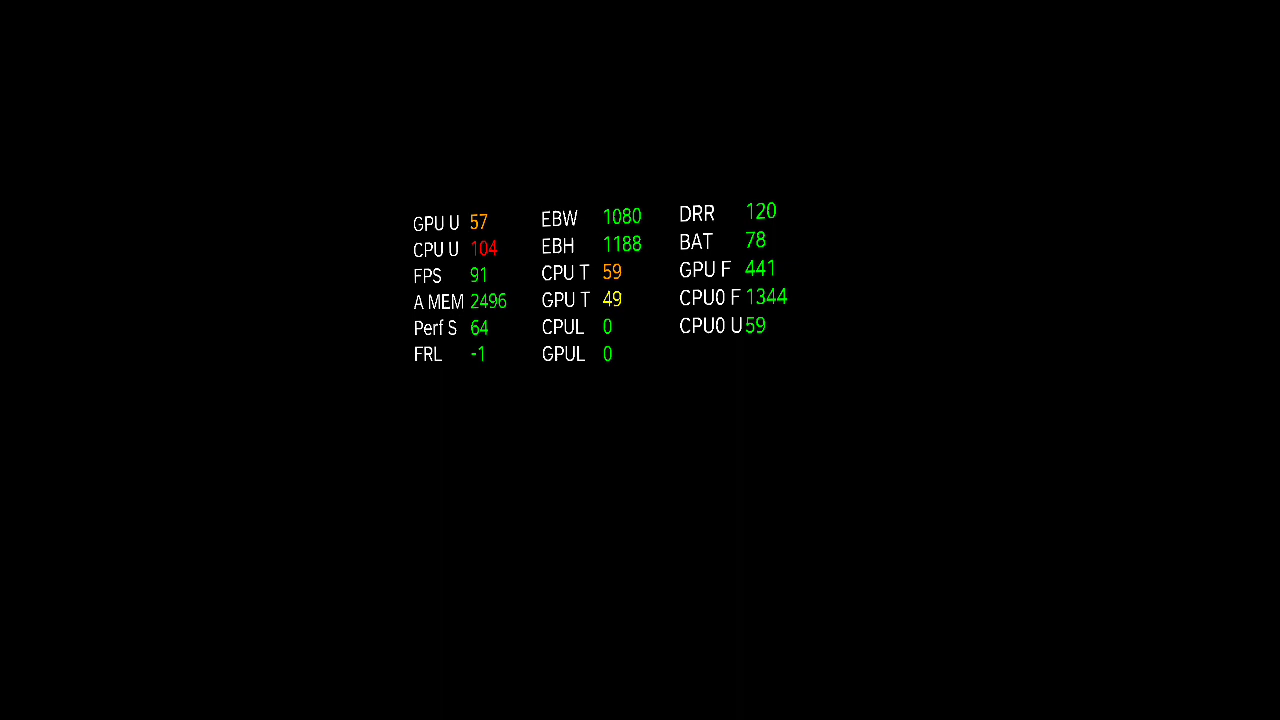 GPU U 57 EBW 1080 DRR 120
CPU U 104 EBH 1188 BAT 78
FPS 91 CPU T 59 GPU F 441
A MEM 2496 GPU T 49 CPU0 F 1344
Perf S 64 CPUL 0 CPU0 U 59
FRL -1 GPUL 0